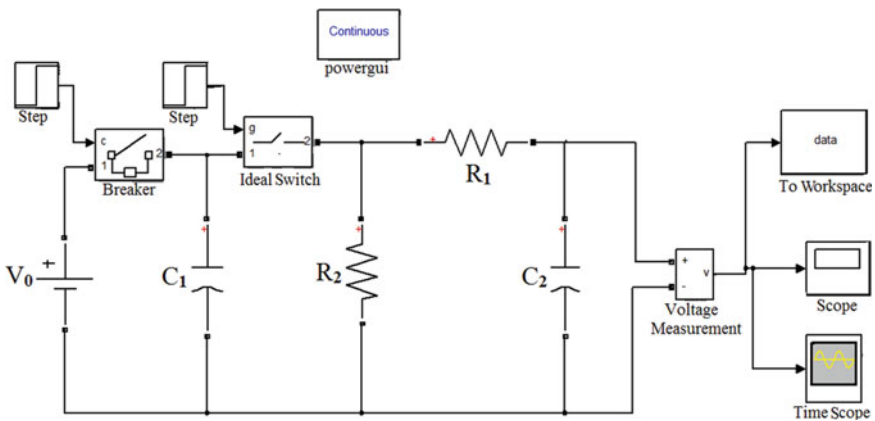 Continuous
powergui
Step
Step
c
1
2
Breaker
g
1
2
Ideal Switch
+
R1
data
To Workspace
+
V0
+
C1
+
R2
+
C2
+
-
v
Voltage
Measurement
Scope
Time Scope